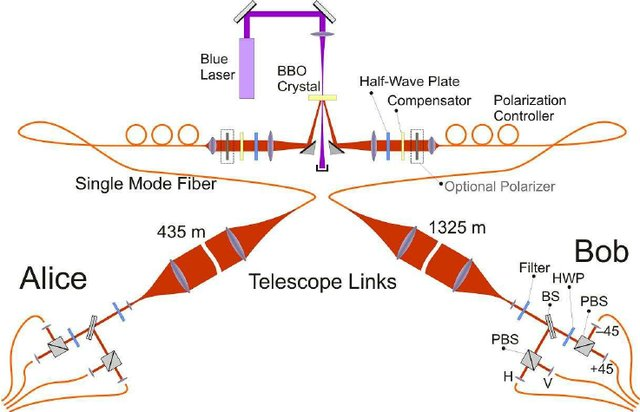 Blue
Laser
BBO
Crystal
Half-Wave Plate
Compensator
Polarization
Controller
Single Mode Fiber
Optional Polarizer
435 m
1325 m
Alice
Telescope Links
Bob
Filter
BS
HWP
PBS
-45
+45
PBS
H
V